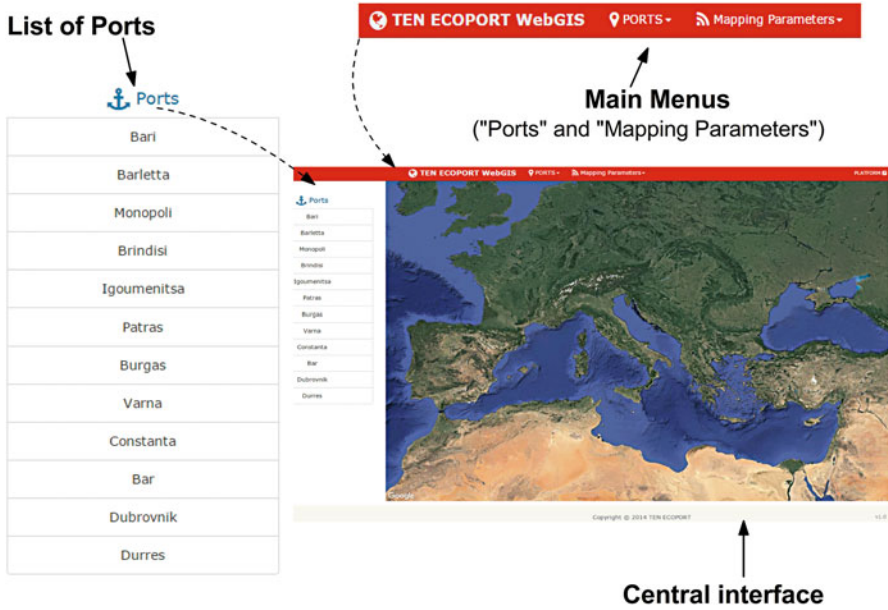 List of Ports
Ports
Bari
Barletta
Monopoli
Brindisi
Igoumenitsa
Patras
Burgas
Varna
Constanta
Bar
Dubrovnik
Durres
TEN ECOPORT WebGIS PORTS Mapping Parameters
Main Menus
("Ports" and "Mapping Parameters")
TEN ECOPORT WebGIS PORTS Mapping Parameters PLATFORM
Ports
Bari
Barletta
Monopoli
Brindisi
Igoumenitsa
Patras
Burgas
Varna
Constanta
Bar
Dubrovnik
Durres
Google
Copyright © 2014 TEN ECOPORT v1.0
Central interface